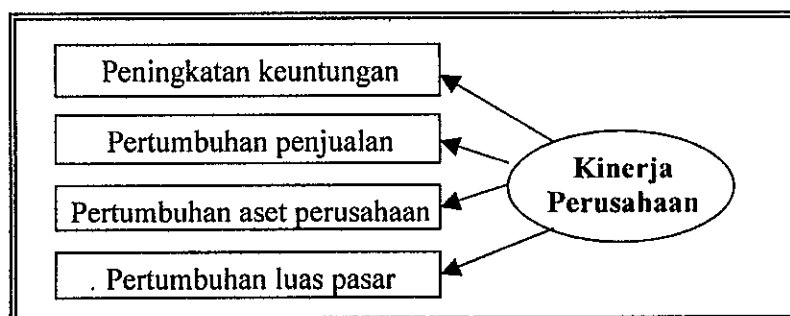 Peningkatan keuntungan
Pertumbuhan penjualan
Pertumbuhan aset perusahaan
Pertumbuhan luas pasar
Kinerja
Perusahaan